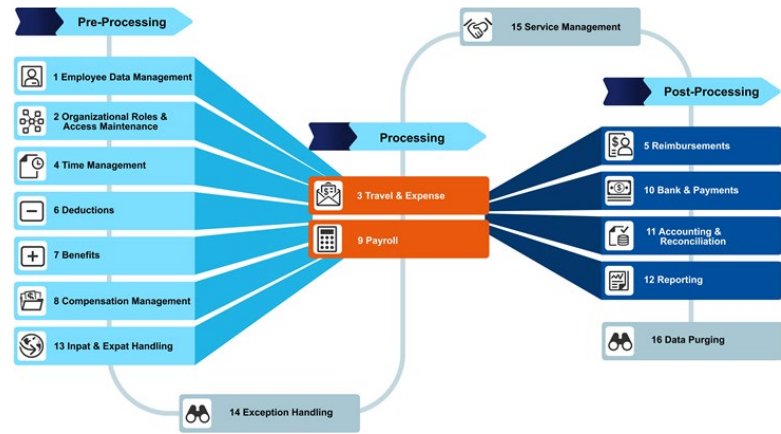 Pre-Processing
1 Employee Data Management
2 Organizational Roles &
Access Maintenance
4 Time Management
6 Deductions
7 Benefits
8 Compensation Management
13 Inpat & Expat Handling
14 Exception Handling
Processing
3 Travel & Expense
9 Payroll
15 Service Management
Post-Processing
5 Reimbursements
10 Bank & Payments
11 Accounting &
Reconciliation
12 Reporting
16 Data Purging